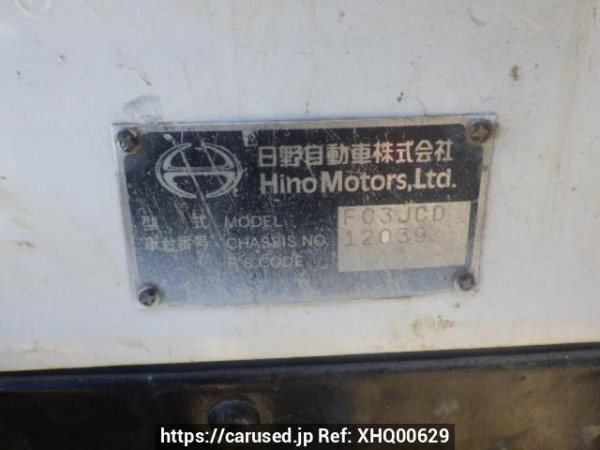 日野自動車株式会社
Hino Motors, Ltd.
型 式 MODEL FC3JCD
車台番号 CHASSIS NO. 12039
F's CODE
https://carused.jp Ref: XHQ00629